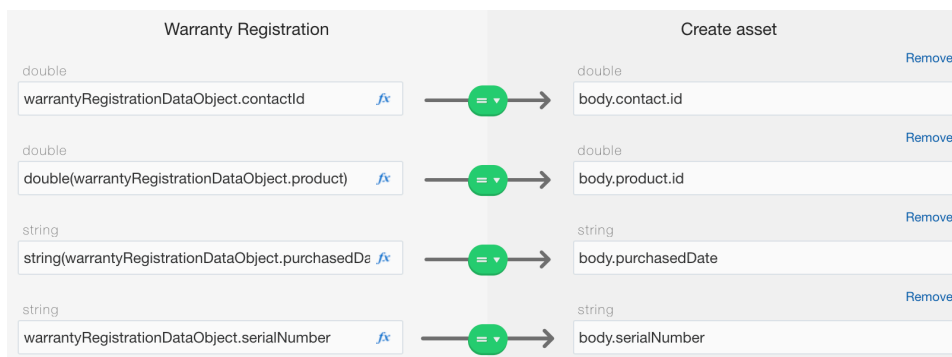 Warranty Registration Create asset
Remove
double double
warrantyRegistrationDataObject.contactId fx = body.contact.id
Remove
double double
double(warrantyRegistrationDataObject.product) fx = body.product.id
Remove
string string
string(warrantyRegistrationDataObject.purchasedDa fx = body.purchasedDate
Remove
string string
warrantyRegistrationDataObject.serialNumber fx = body.serialNumber